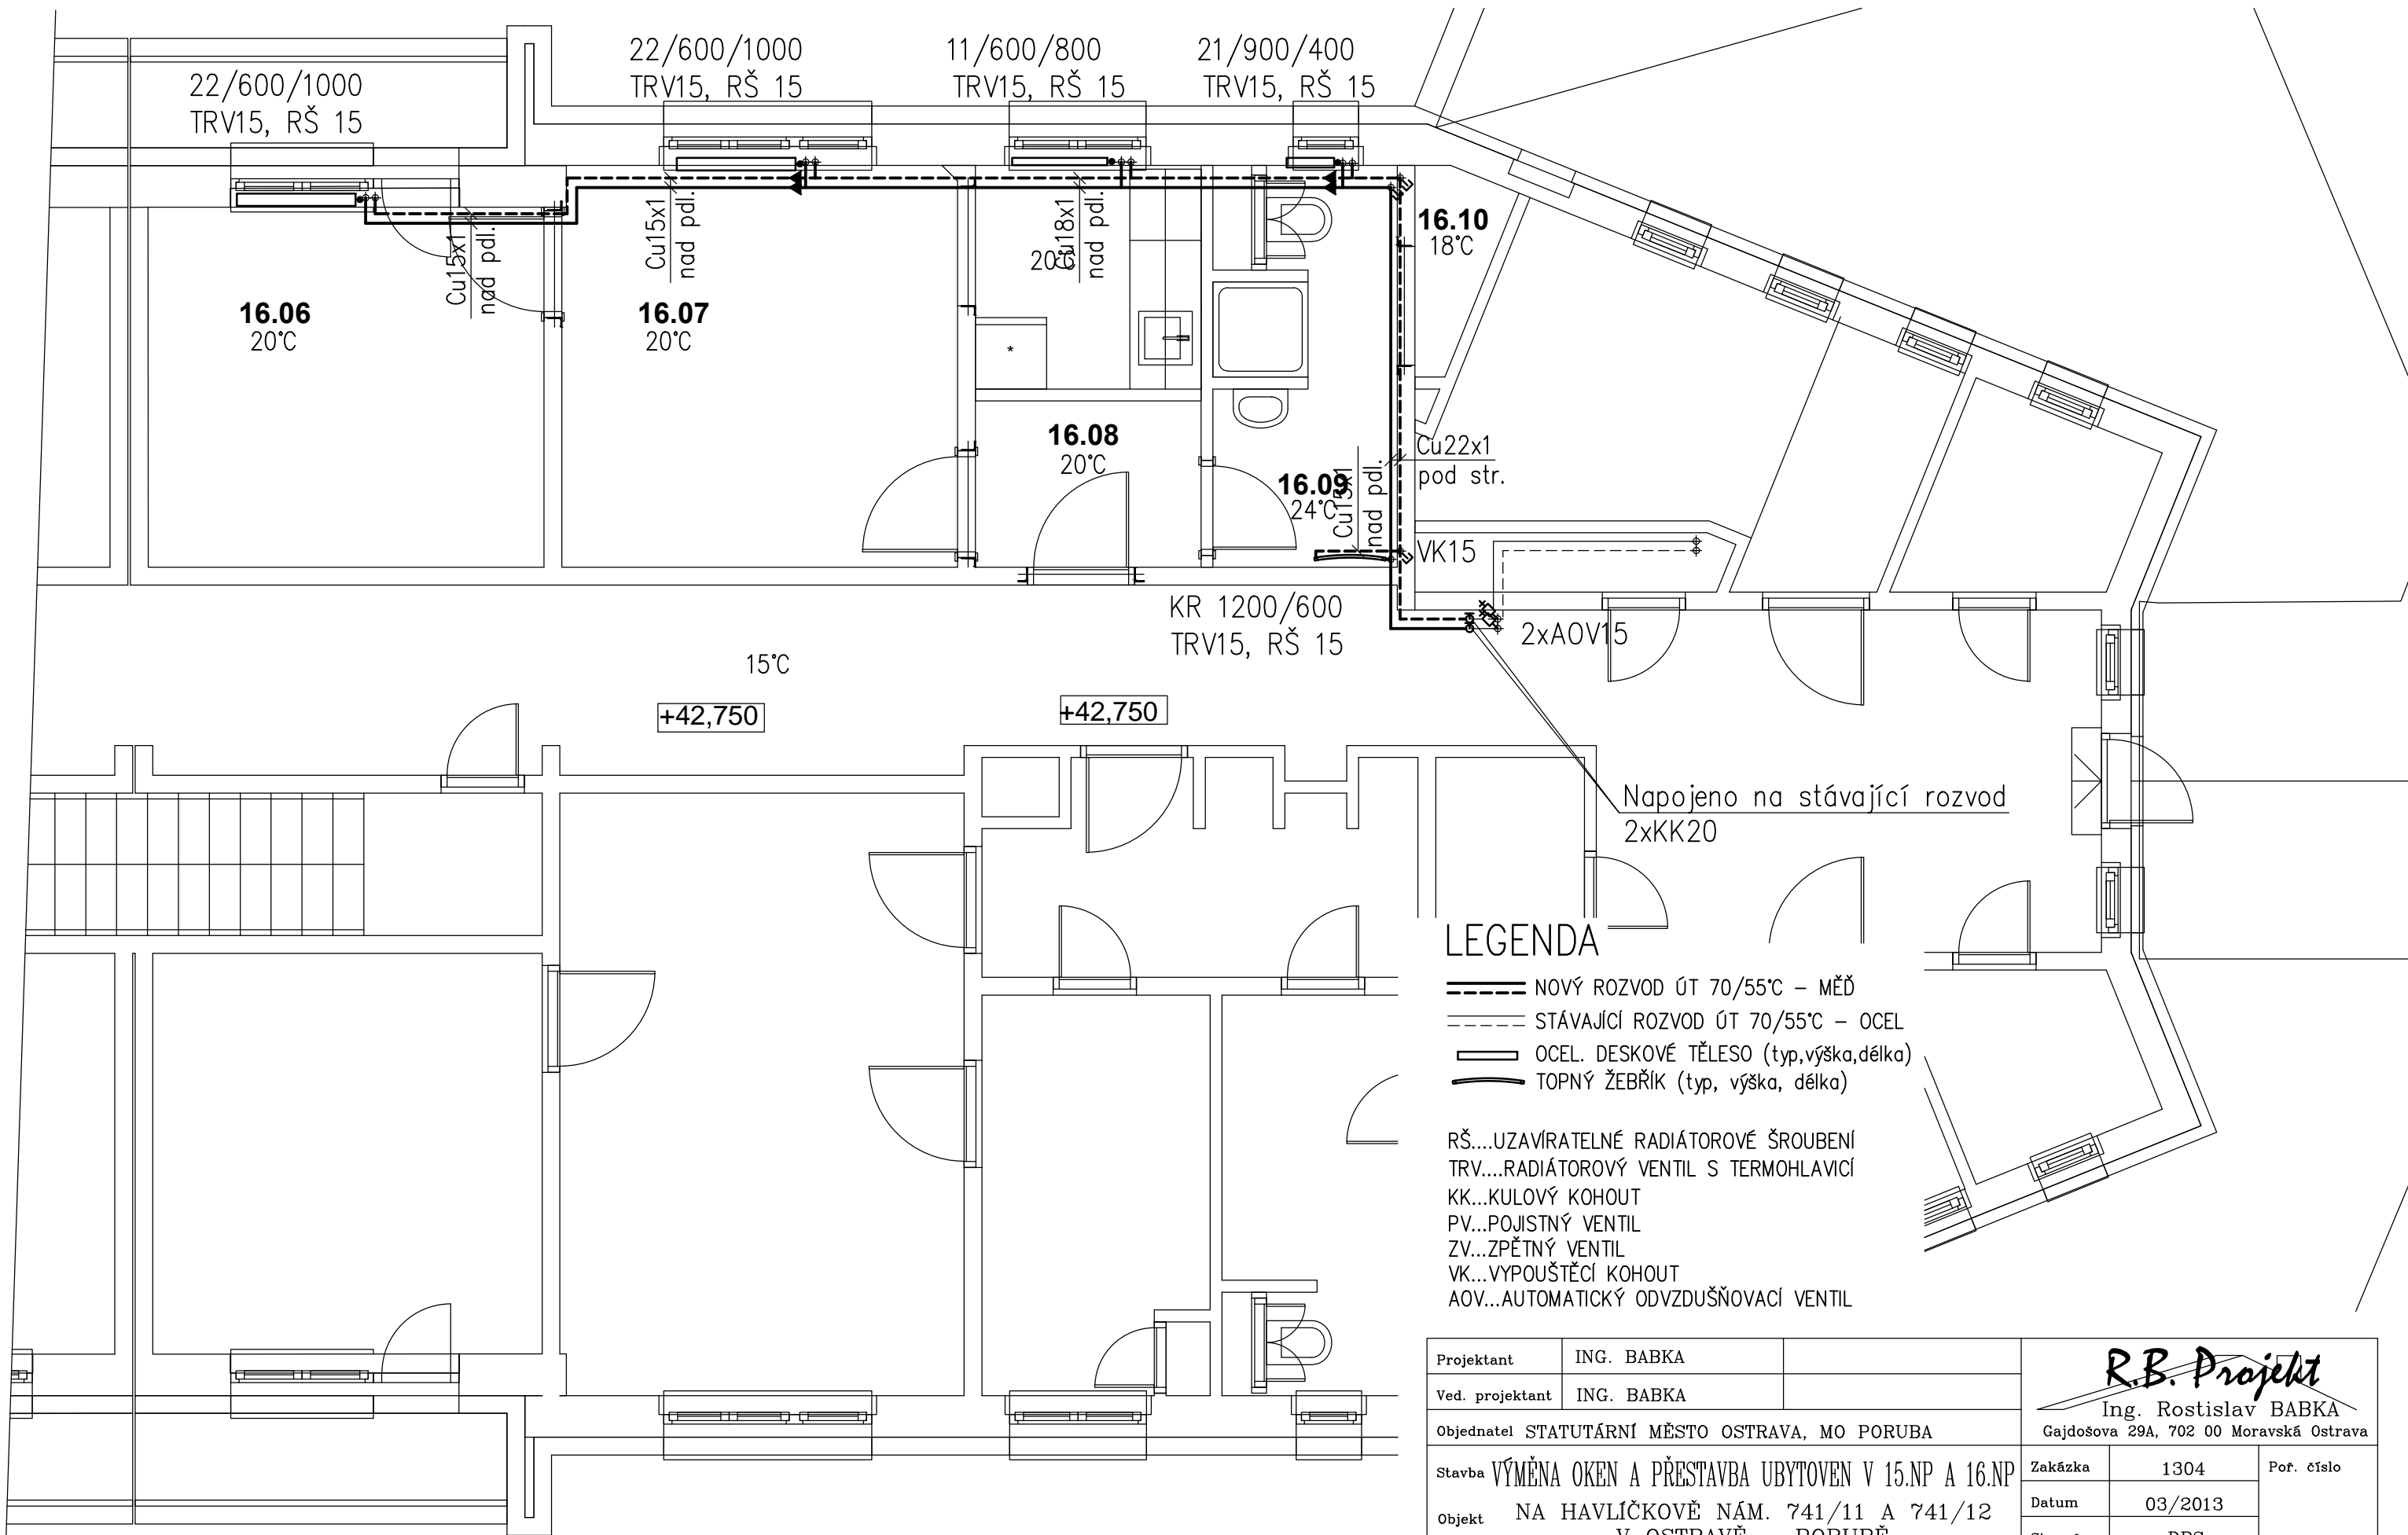 22/600/1000
TRV15, RŠ 15
22/600/1000
TRV15, RŠ 15
11/600/800
TRV15, RŠ 15
21/900/400
TRV15, RŠ 15
Cu15x1
nad pdl.
Cu15x1
nad pdl.
20°C
Cu18x1
nad pdl.
16.10
18°C
16.06
20°C
16.07
20°C
*
16.08
20°C
16.09
24°C
Cu15x1
nad pdl.
Cu22x1
pod str.
VK15
KR 1200/600
TRV15, RŠ 15
2xAOV15
15°C
+42,750
+42,750
Napojeno na stávající rozvod
2xKK20
LEGENDA
NOVÝ ROZVOD ÚT 70/55°C – MĚĎ
STÁVAJÍCÍ ROZVOD ÚT 70/55°C – OCEL
OCEL. DESKOVÉ TĚLESO (typ,výška,délka)
TOPNÝ ŽEBŘÍK (typ, výška, délka)
RŠ....UZAVÍRATELNÉ RADIÁTOROVÉ ŠROUBENÍ
TRV....RADIÁTOROVÝ VENTIL S TERMOHLAVICÍ
KK...KULOVÝ KOHOUT
PV...POJISTNÝ VENTIL
ZV...ZPĚTNÝ VENTIL
VK...VYPOUŠTĚCÍ KOHOUT
AOV...AUTOMATICKÝ ODVZDUŠŇOVACÍ VENTIL
Projektant ING. BABKA
Ved. projektant ING. BABKA
Objednatel STATUTÁRNÍ MĚSTO OSTRAVA, MO PORUBA
R.B. Projekt
Ing. Rostislav BABKA
Gajdošova 29A, 702 00 Moravská Ostrava
Stavba VÝMĚNA OKEN A PŘESTAVBA UBYTOVEN V 15.NP A 16.NP
Objekt NA HAVLÍČKOVĚ NÁM. 741/11 A 741/12
V OSTRAVĚ PORUBĚ
Zakázka 1304
Poř. číslo
Datum 03/2013